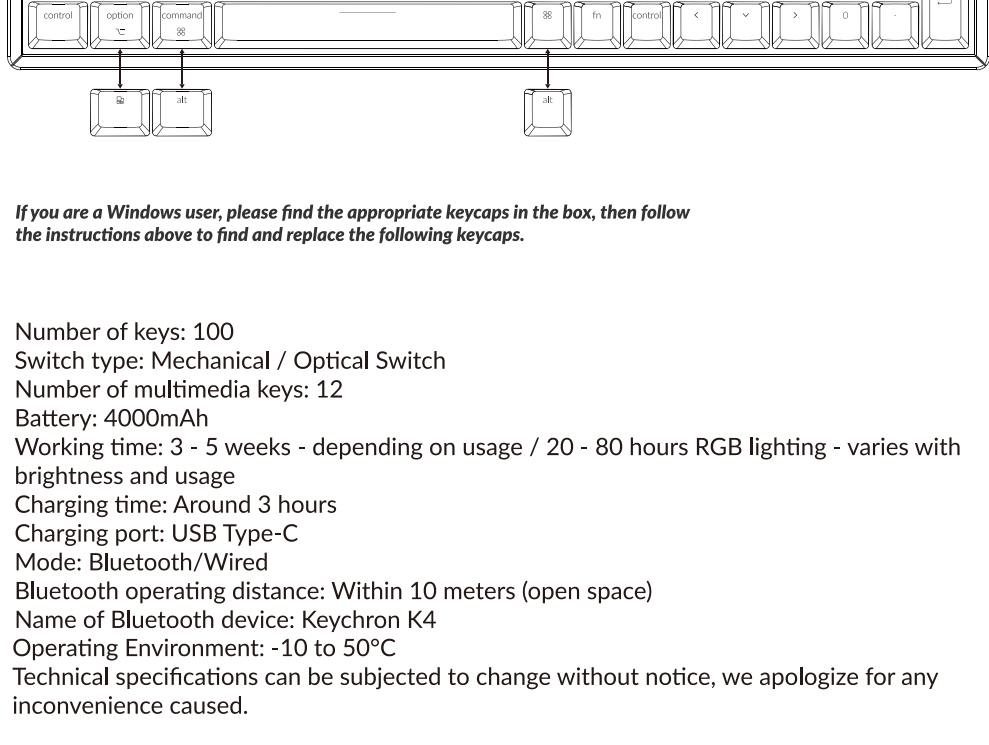 control option command ⌘ fn control < ⌄ > 0 .
⌥ ⌘
alt alt
If you are a Windows user, please find the appropriate keycaps in the box, then follow
the instructions above to find and replace the following keycaps.
Number of keys: 100
Switch type: Mechanical / Optical Switch
Number of multimedia keys: 12
Battery: 4000mAh
Working time: 3 - 5 weeks - depending on usage / 20 - 80 hours RGB lighting - varies with
brightness and usage
Charging time: Around 3 hours
Charging port: USB Type-C
Mode: Bluetooth/Wired
Bluetooth operating distance: Within 10 meters (open space)
Name of Bluetooth device: Keychron K4
Operating Environment: -10 to 50°C
Technical specifications can be subjected to change without notice, we apologize for any
inconvenience caused.